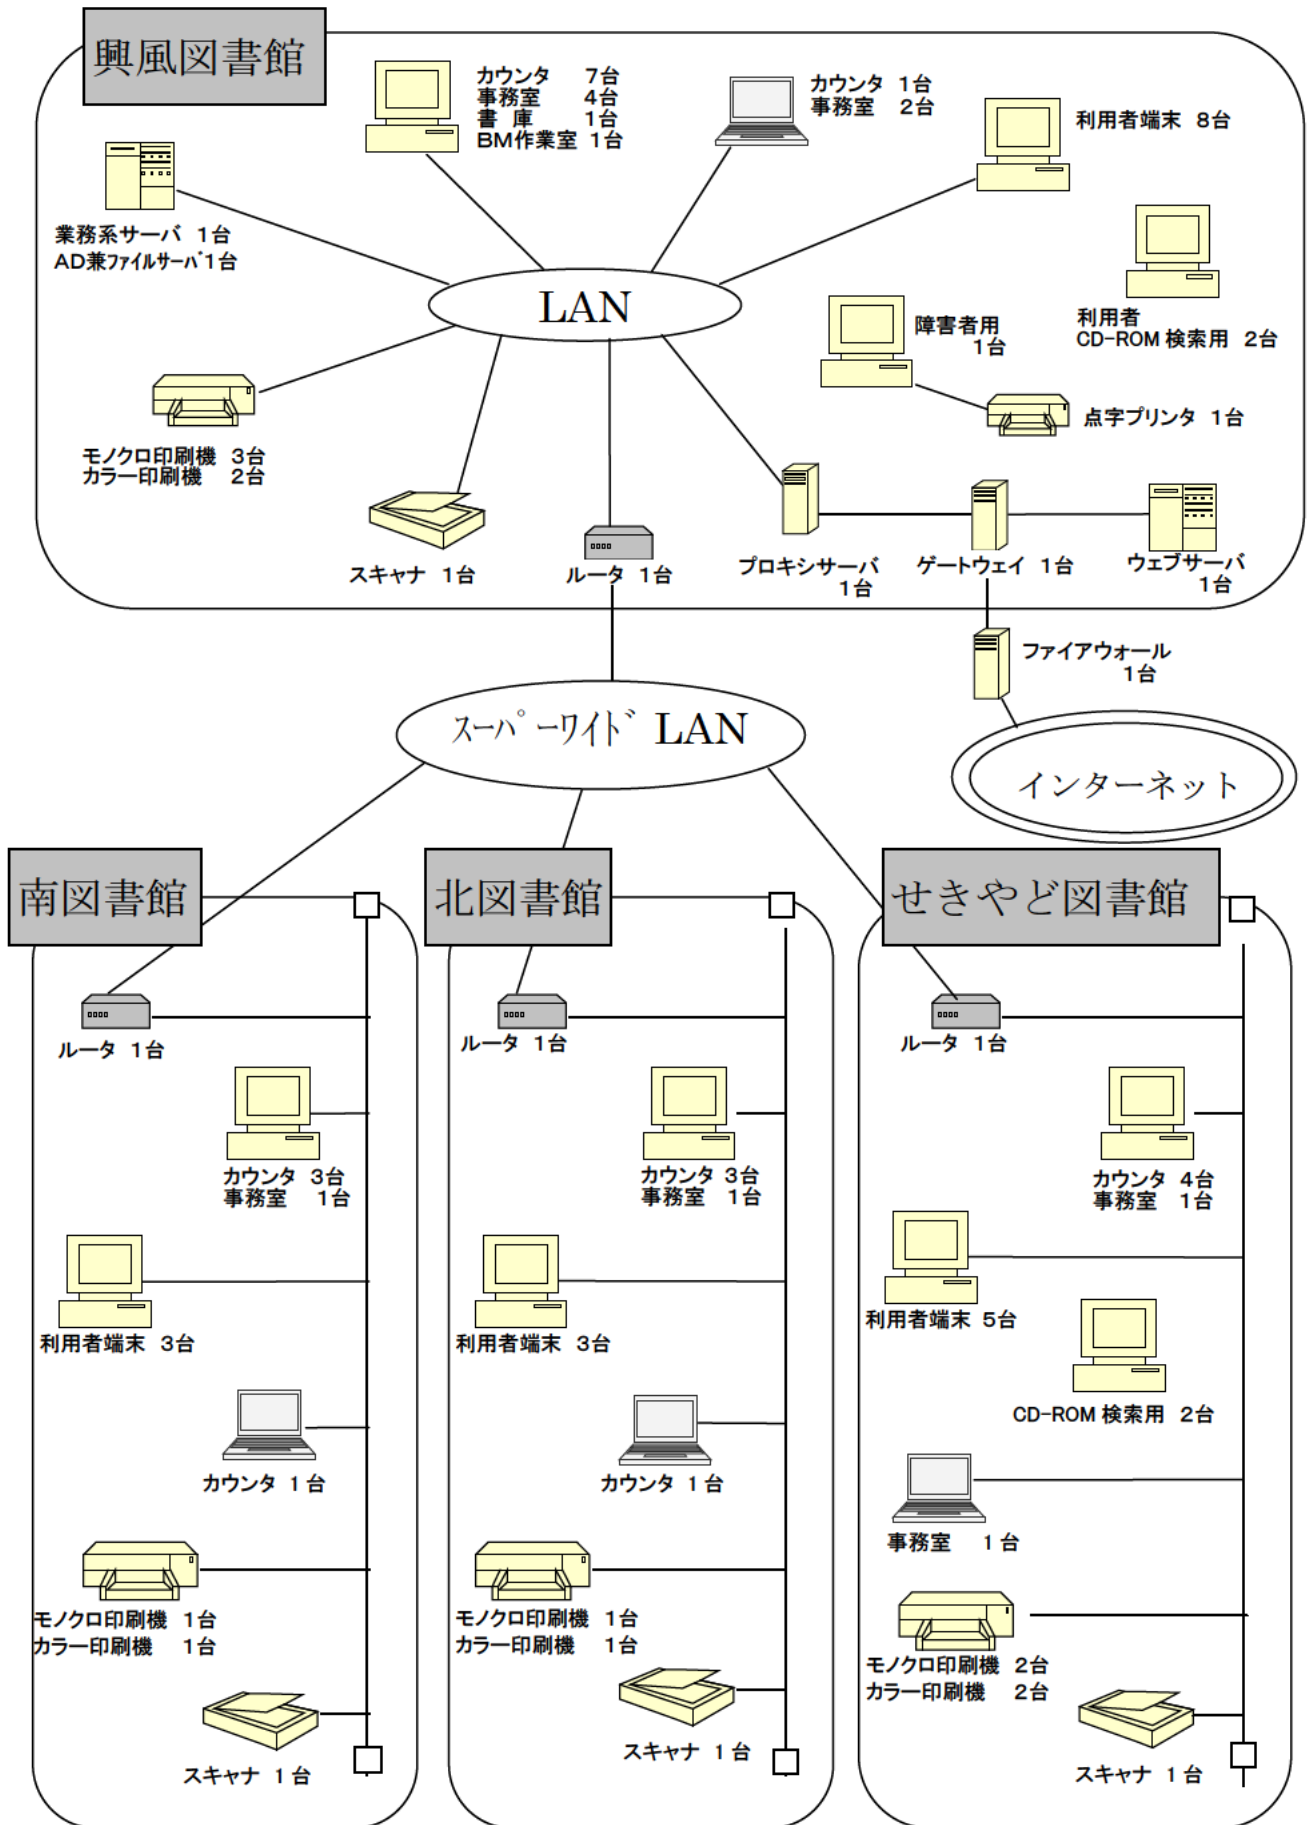 興風図書館
カウンタ 7台
事務室 4台
書 庫 1台
BM作業室 1台
カウンタ 1台
事務室 2台
利用者端末 8台
業務系サーバ 1台
AD兼ファイルサーバ1台
利用者
CD-ROM 検索用 2台
LAN
障害者用
1台
点字プリンタ 1台
モノクロ印刷機 3台
カラー印刷機 2台
スキャナ 1台
ルータ 1台
プロキシサーバ
1台
ゲートウェイ 1台
ウェブサーバ
1台
ファイアウォール
1台
スーパーワイド LAN
インターネット
南図書館
ルータ 1台
カウンタ 3台
事務室 1台
利用者端末 3台
カウンタ 1台
モノクロ印刷機 1台
カラー印刷機 1台
スキャナ 1台
北図書館
ルータ 1台
カウンタ 3台
事務室 1台
利用者端末 3台
カウンタ 1台
モノクロ印刷機 1台
カラー印刷機 1台
スキャナ 1台
せきやど図書館
ルータ 1台
カウンタ 4台
事務室 1台
利用者端末 5台
CD-ROM 検索用 2台
事務室 1台
モノクロ印刷機 2台
カラー印刷機 2台
スキャナ 1台